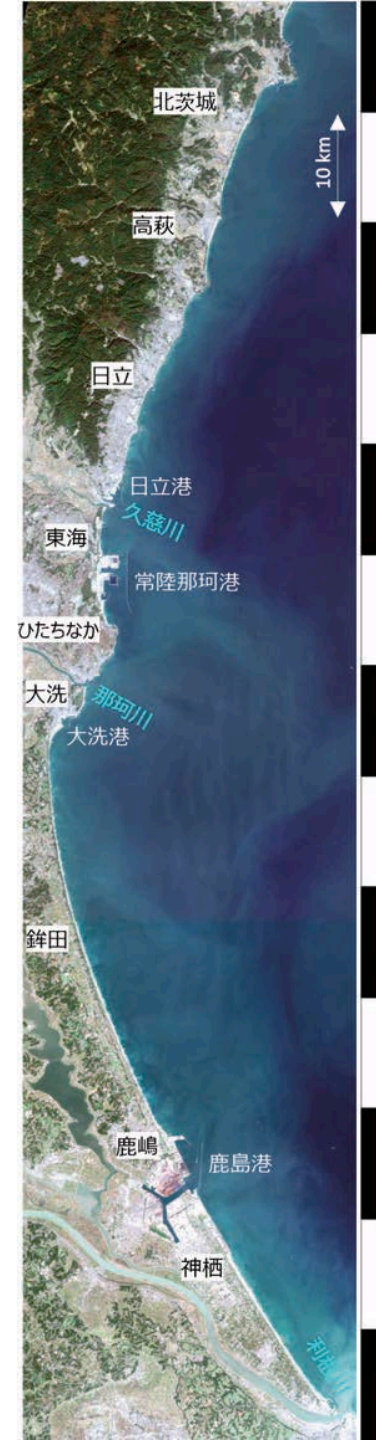 北茨城
10 km
高萩
日立
日立港
久慈川
東海
常陸那珂港
ひたちなか
大洗
那珂川
大洗港
鉾田
鹿嶋
鹿島港
神栖
利根川